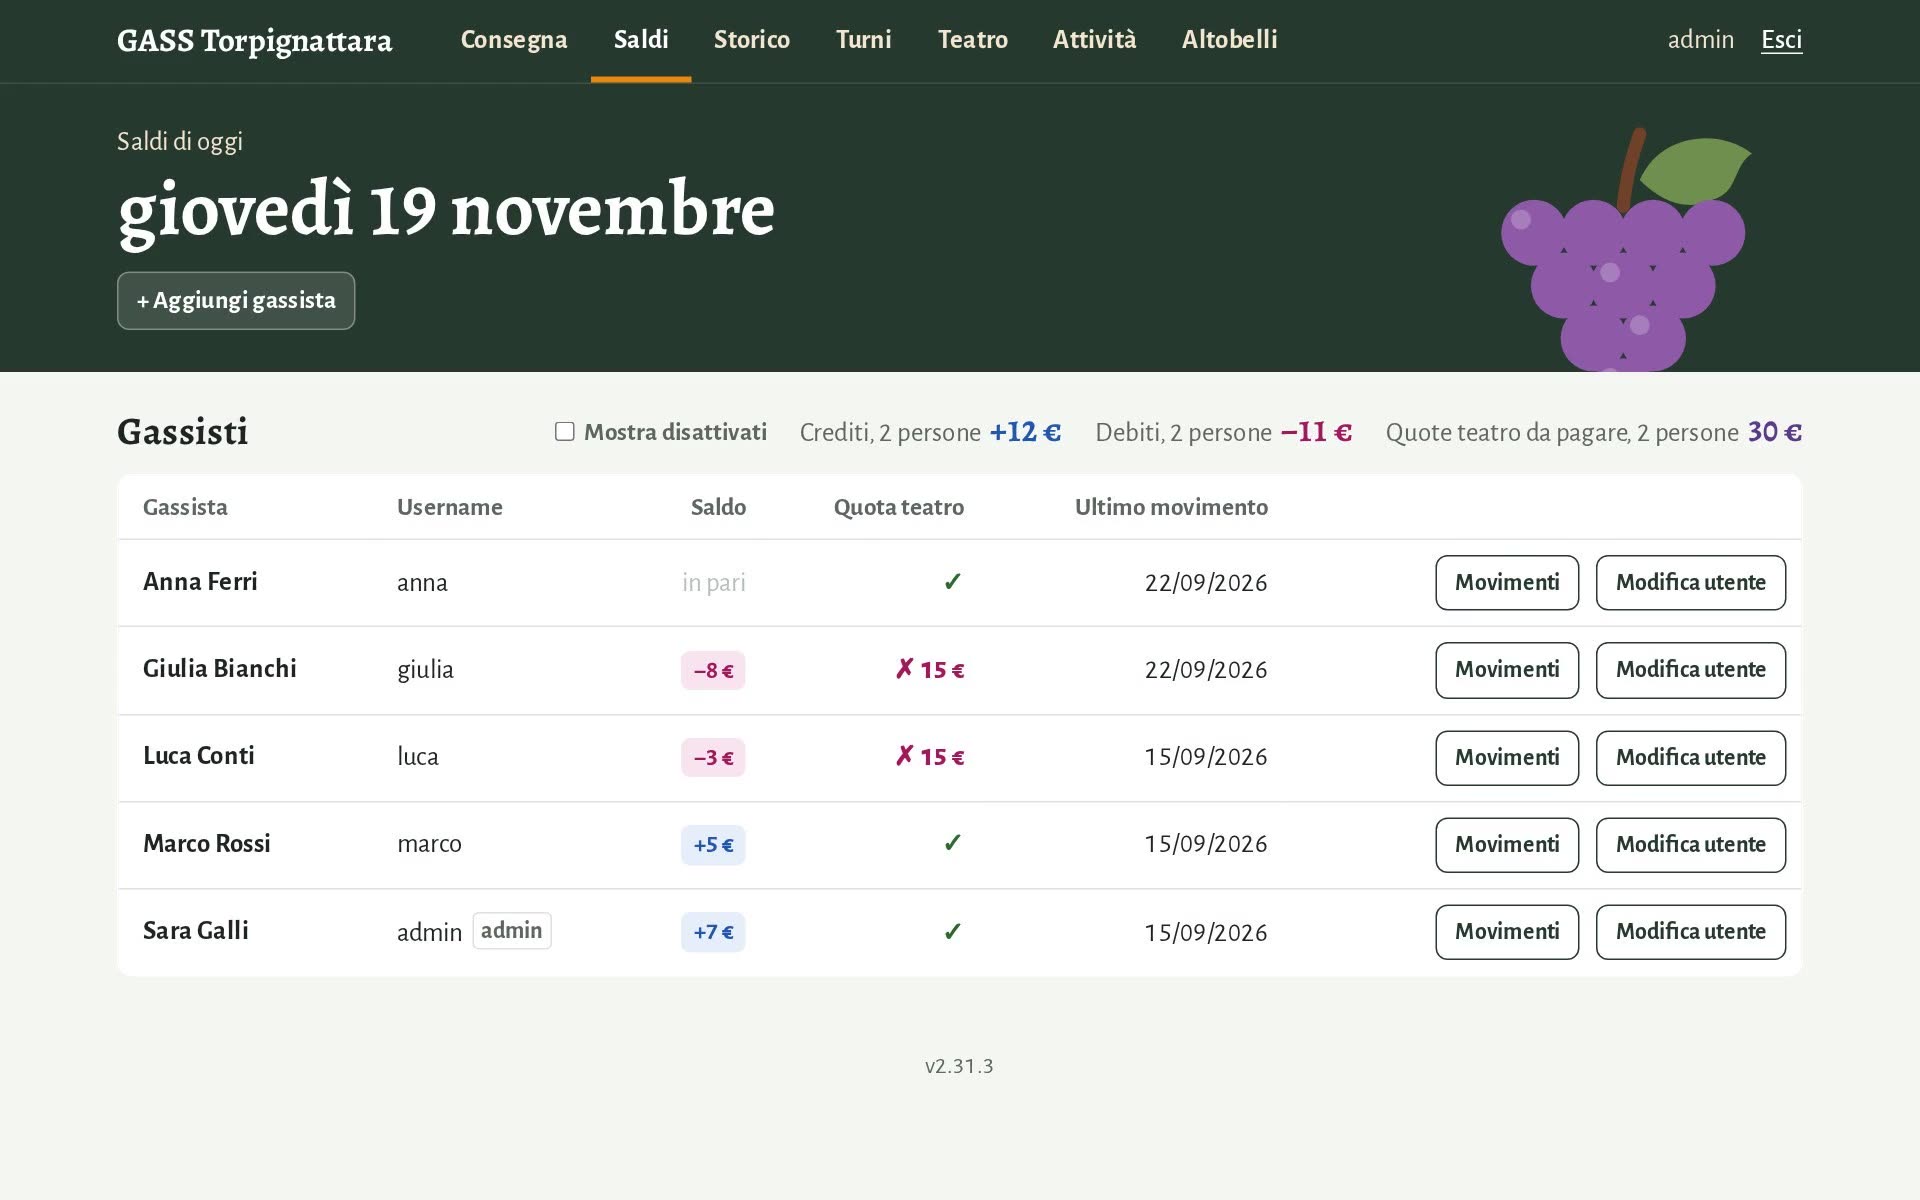 GASS Torpignattara Consegna Saldi Storico Turni Teatro Attività Altobelli admin Esci
Saldi di oggi
giovedì 19 novembre
+ Aggiungi gassista
Gassisti Mostra disattivati Crediti, 2 persone +12 € Debiti, 2 persone −11 € Quote teatro da pagare, 2 persone 30 €
Gassista Username Saldo Quota teatro Ultimo movimento
Anna Ferri anna in pari ✓ 22/09/2026 Movimenti Modifica utente
Giulia Bianchi giulia −8 € ✗ 15 € 22/09/2026 Movimenti Modifica utente
Luca Conti luca −3 € ✗ 15 € 15/09/2026 Movimenti Modifica utente
Marco Rossi marco +5 € ✓ 15/09/2026 Movimenti Modifica utente
Sara Galli admin admin +7 € ✓ 15/09/2026 Movimenti Modifica utente
v2.31.3